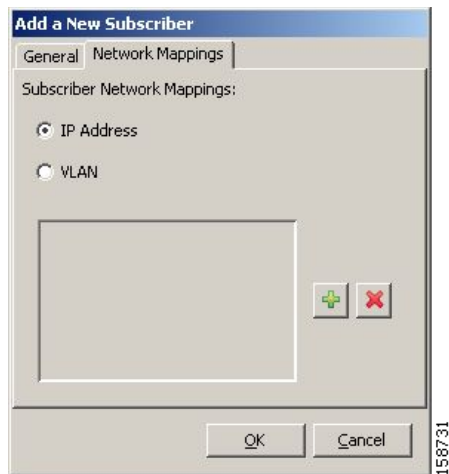 Add a New Subscriber
General Network Mappings
Subscriber Network Mappings:
IP Address
VLAN
OK Cancel
158731